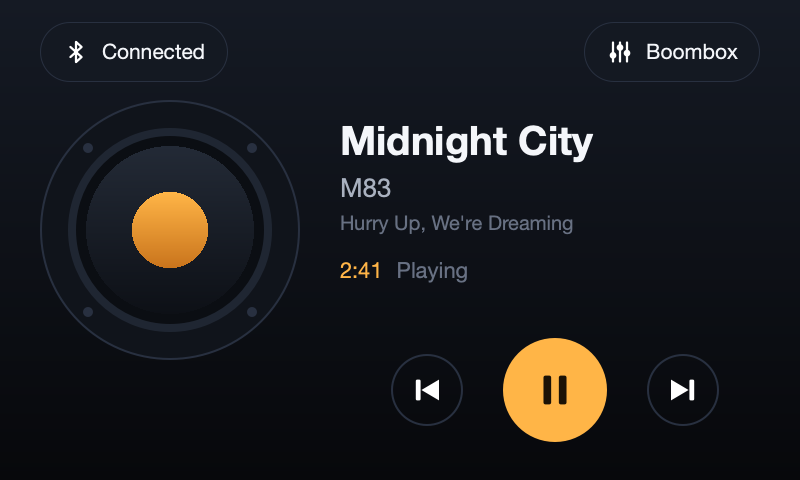 Connected
Boombox
Midnight City
M83
Hurry Up, We're Dreaming
2:41 Playing